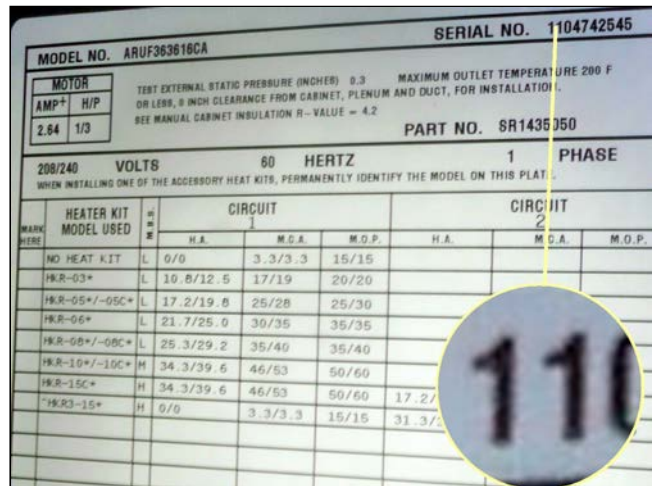 MODEL NO. ARUF363616CA SERIAL NO. 1104742545
MOTOR
AMP+ H/P
2.64 1/3
TEST EXTERNAL STATIC PRESSURE (INCHES) 0.3 MAXIMUM OUTLET TEMPERATURE 200 F
OR LESS, 0 INCH CLEARANCE FROM CABINET, PLENUM AND DUCT, FOR INSTALLATION.
SEE MANUAL CABINET INSULATION R-VALUE = 4.2
PART NO. SR1435050
208/240 VOLTS 60 HERTZ 1 PHASE
WHEN INSTALLING ONE OF THE ACCESSORY HEAT KITS, PERMANENTLY IDENTIFY THE MODEL ON THIS PLATE.
MARK HERE HEATER KIT MODEL USED M.B.S. CIRCUIT 1 CIRCUIT 2
H.A. M.C.A. M.O.P. H.A. M.C.A. M.O.P.
NO HEAT KIT L 0/0 3.3/3.3 15/15
HKR-03* L 10.8/12.5 17/19 20/20
HKR-05*/-05C* L 17.2/19.8 25/28 25/30
HKR-06* L 21.7/25.0 30/35 35/35
HKR-08*/-08C* L 25.3/29.2 35/40 35/40
HKR-10*/-10C* H 34.3/39.6 46/53 50/60
HKR-15C* H 34.3/39.6 46/53 50/60 17.2/
^HKR3-15* H 0/0 3.3/3.3 15/15 31.3/
110